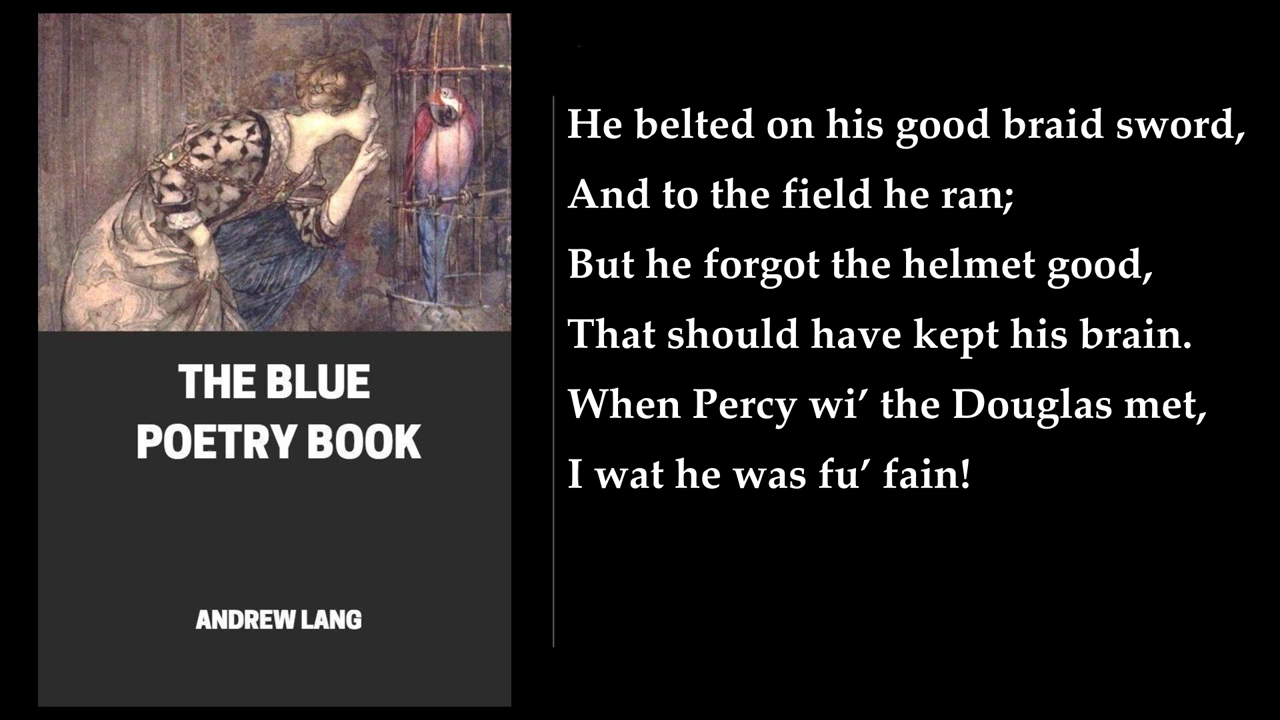 THE BLUE
POETRY BOOK
ANDREW LANG
He belted on his good braid sword,
And to the field he ran;
But he forgot the helmet good,
That should have kept his brain.
When Percy wi’ the Douglas met,
I wat he was fu’ fain!